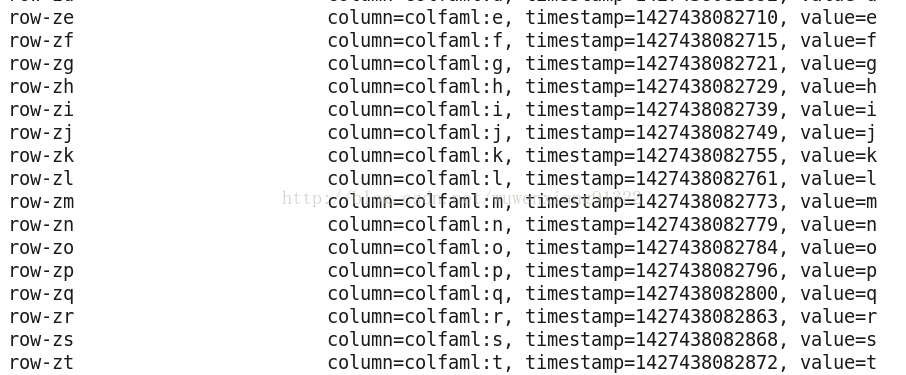 row-ze column=colfaml:e, timestamp=1427438082710, value=e
row-zf column=colfaml:f, timestamp=1427438082715, value=f
row-zg column=colfaml:g, timestamp=1427438082721, value=g
row-zh column=colfaml:h, timestamp=1427438082729, value=h
row-zi column=colfaml:i, timestamp=1427438082739, value=i
row-zj column=colfaml:j, timestamp=1427438082749, value=j
row-zk column=colfaml:k, timestamp=1427438082755, value=k
row-zl column=colfaml:l, timestamp=1427438082761, value=l
row-zm column=colfaml:m, timestamp=1427438082773, value=m
row-zn column=colfaml:n, timestamp=1427438082779, value=n
row-zo column=colfaml:o, timestamp=1427438082784, value=o
row-zp column=colfaml:p, timestamp=1427438082796, value=p
row-zq column=colfaml:q, timestamp=1427438082800, value=q
row-zr column=colfaml:r, timestamp=1427438082863, value=r
row-zs column=colfaml:s, timestamp=1427438082868, value=s
row-zt column=colfaml:t, timestamp=1427438082872, value=t